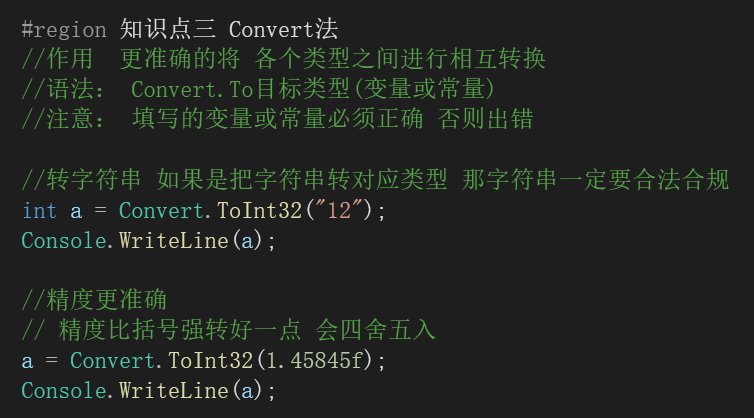 #region 知识点三 Convert法
//作用  更准确的将 各个类型之间进行相互转换
//语法： Convert.To目标类型(变量或常量)
//注意： 填写的变量或常量必须正确 否则出错
//转字符串 如果是把字符串转对应类型 那字符串一定要合法合规
int a = Convert.ToInt32("12");
Console.WriteLine(a);
//精度更准确
// 精度比括号强转好一点 会四舍五入
a = Convert.ToInt32(1.45845f);
Console.WriteLine(a);